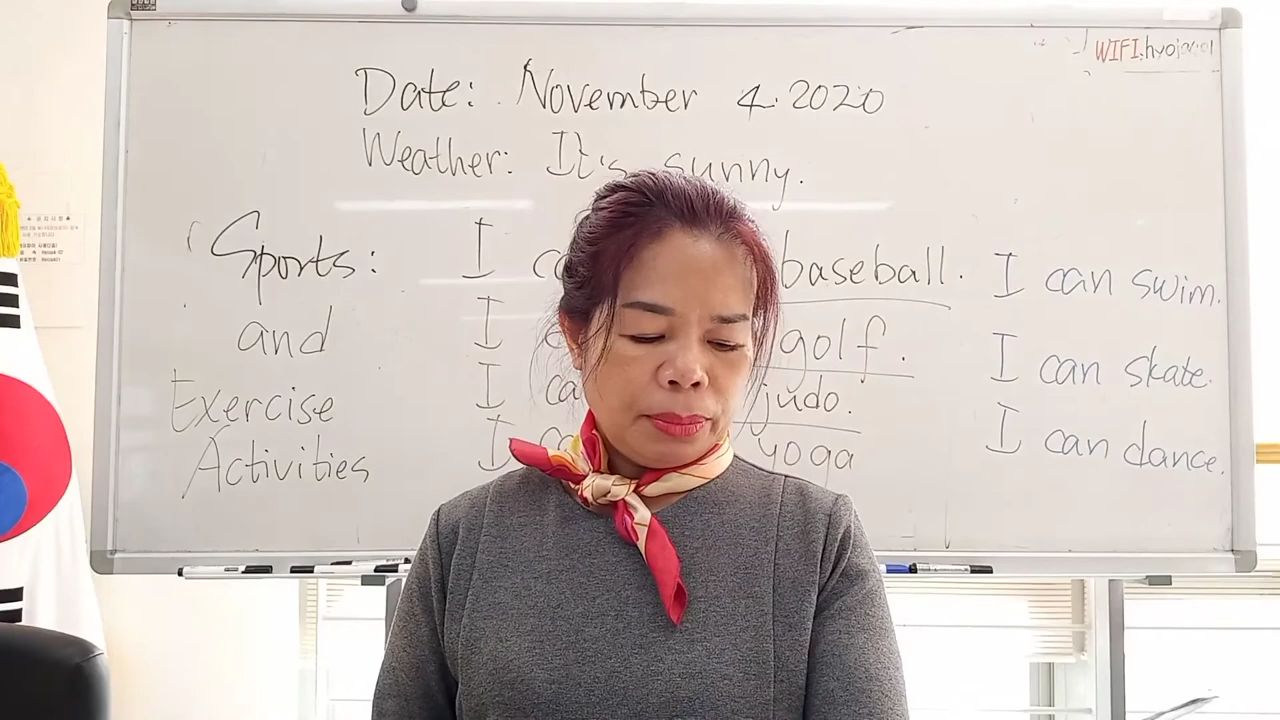 WIFI:
Date: November 4. 2020
Weather: It's sunny.
Sports: I baseball. I can swim.
and I golf. I can skate.
Exercise I judo. I can dance.
Activities I yoga